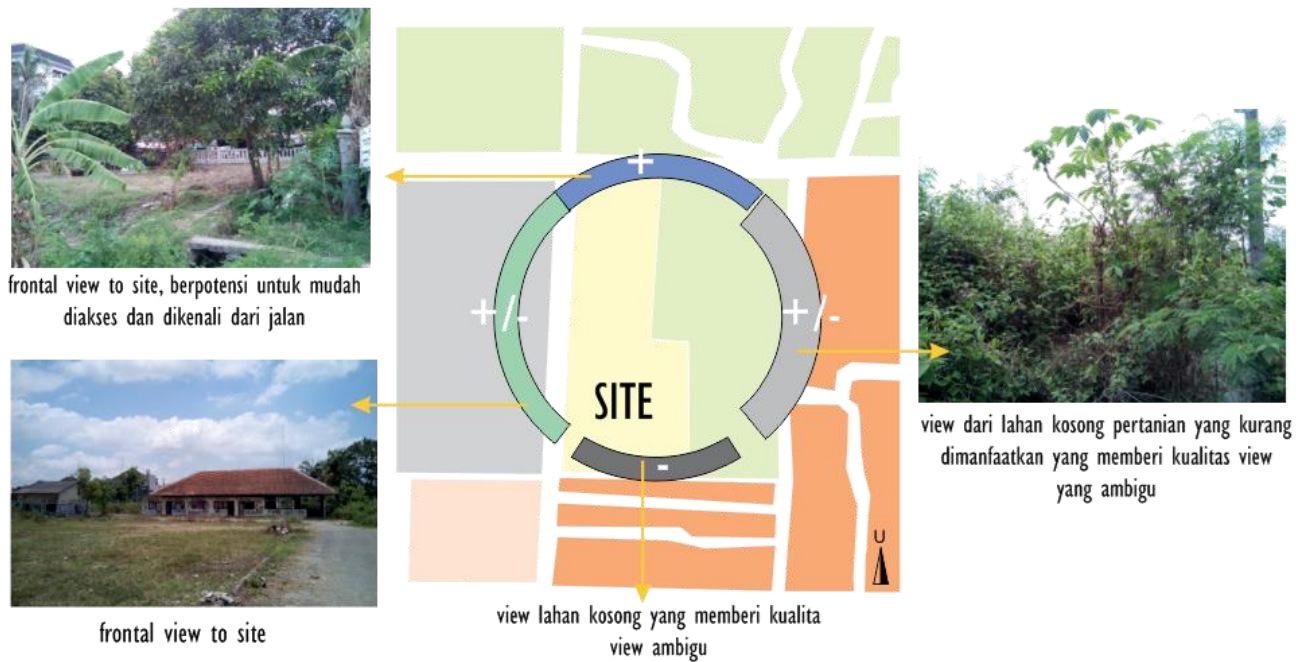 frontal view to site, berpotensi untuk mudah
diakses dan dikenali dari jalan
frontal view to site
+
+/-
+/-
SITE
-
U
view lahan kosong yang memberi kualita
view ambigu
view dari lahan kosong pertanian yang kurang
dimanfaatkan yang memberi kualitas view
yang ambigu